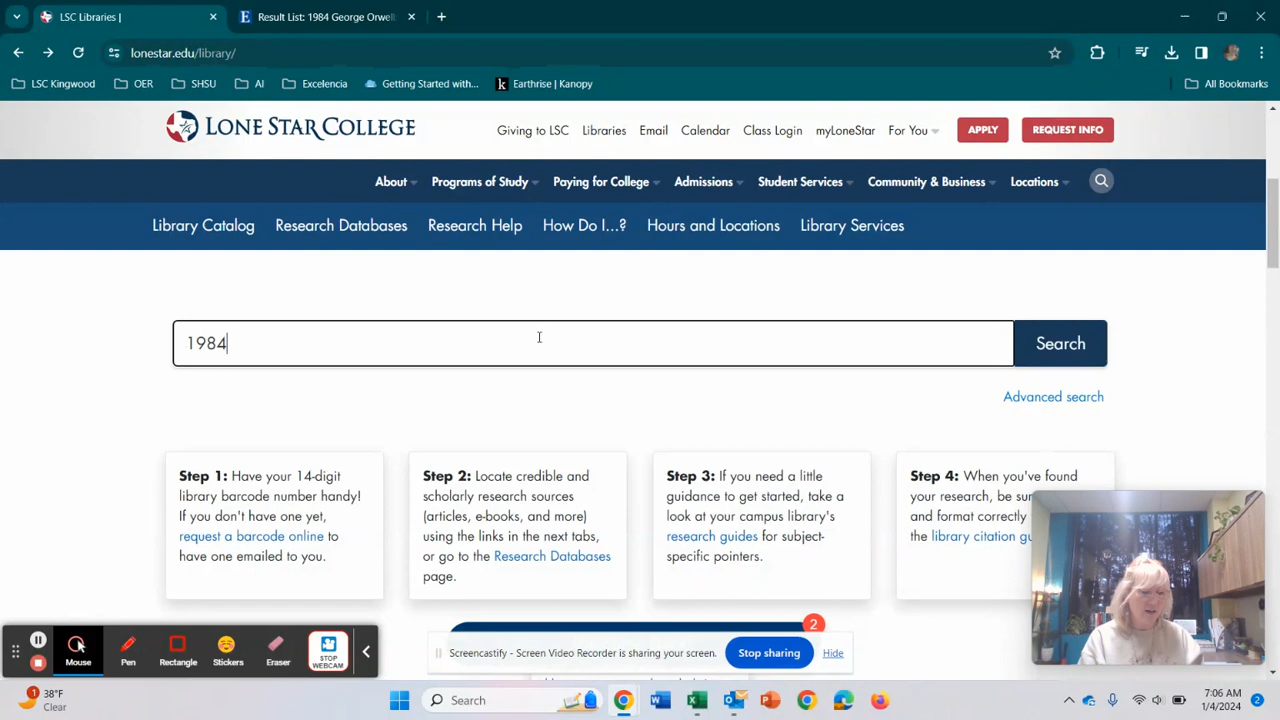 LSC Libraries |
Result List: 1984 George Orwel
lonestar.edu/library/
LSC Kingwood
OER
SHSU
AI
Excelencia
Getting Started with...
Earthrise | Kanopy
All Bookmarks
LONE STAR COLLEGE
Giving to LSC
Libraries
Email
Calendar
Class Login
myLoneStar
For You
APPLY
REQUEST INFO
About
Programs of Study
Paying for College
Admissions
Student Services
Community & Business
Locations
Library Catalog
Research Databases
Research Help
How Do I...?
Hours and Locations
Library Services
1984
Search
Advanced search
Step 1: Have your 14-digit
library barcode number handy!
If you don't have one yet,
request a barcode online to
have one emailed to you.
Step 2: Locate credible and
scholarly research sources
(articles, e-books, and more)
using the links in the next tabs,
or go to the Research Databases
page.
Step 3: If you need a little
guidance to get started, take a
look at your campus library's
research guides for subject-
specific pointers.
Step 4: When you've found
your research, be sur
and format correctly
the library citation gu
2
Mouse
Pen
Rectangle
Stickers
Eraser
STOP
WEBCAM
Screencastify - Screen Video Recorder is sharing your screen.
Stop sharing
Hide
1
38°F
Clear
Search
7:06 AM
1/4/2024
2